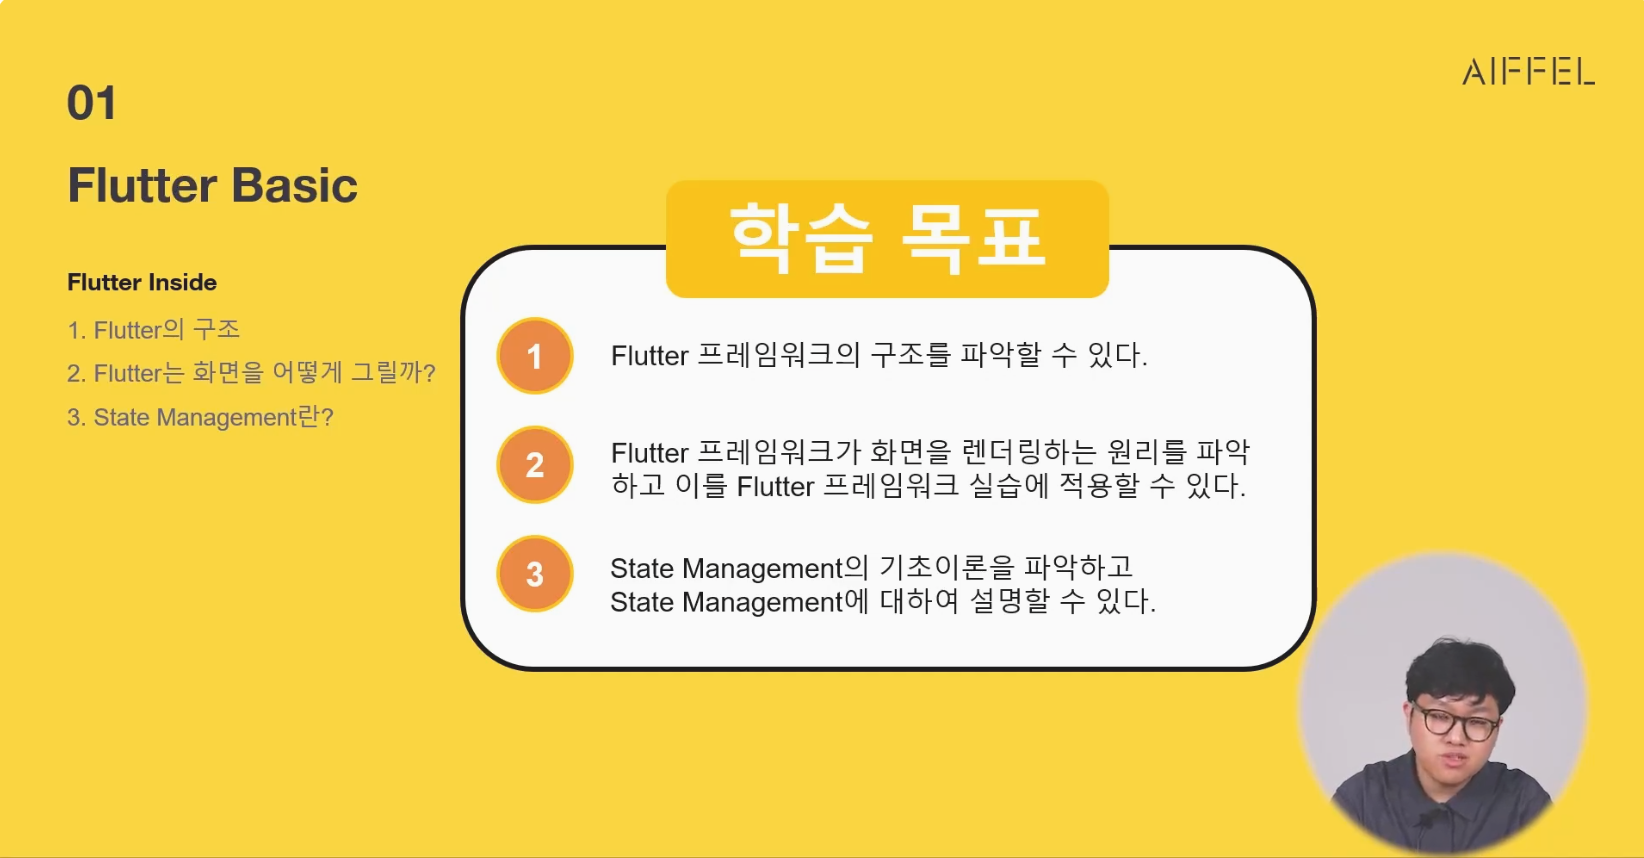 AIFFEL
01
Flutter Basic
Flutter Inside
1. Flutter의 구조
2. Flutter는 화면을 어떻게 그릴까?
3. State Management란?
학습 목표
1
Flutter 프레임워크의 구조를 파악할 수 있다.
2
Flutter 프레임워크가 화면을 렌더링하는 원리를 파악
하고 이를 Flutter 프레임워크 실습에 적용할 수 있다.
3
State Management의 기초이론을 파악하고
State Management에 대하여 설명할 수 있다.